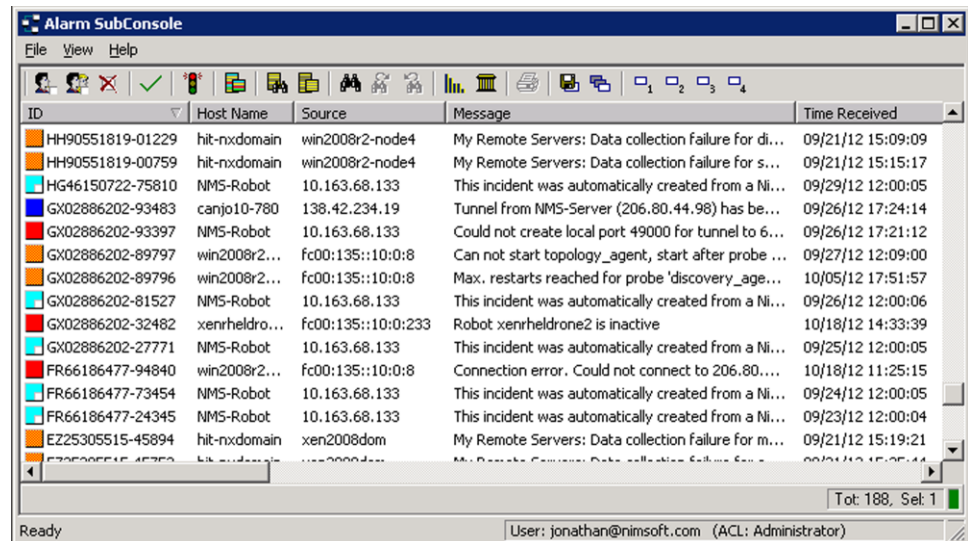 Alarm SubConsole
File View Help
1 2 3 4
ID Host Name Source Message Time Received
HH90551819-01229 hit-nxdomain win2008r2-node4 My Remote Servers: Data collection failure for di... 09/21/12 15:09:09
HH90551819-00759 hit-nxdomain win2008r2-node4 My Remote Servers: Data collection failure for s... 09/21/12 15:15:17
HG46150722-75810 NMS-Robot 10.163.68.133 This incident was automatically created from a Ni... 09/29/12 12:00:05
GX02886202-93483 canjo10-780 138.42.234.19 Tunnel from NMS-Server (206.80.44.98) has be... 09/26/12 17:24:14
GX02886202-93397 NMS-Robot 10.163.68.133 Could not create local port 49000 for tunnel to 6... 09/26/12 17:21:12
GX02886202-89797 win2008r2... fc00:135::10:0:8 Can not start topology_agent, start after probe ... 09/27/12 12:09:00
GX02886202-89796 win2008r2... fc00:135::10:0:8 Max. restarts reached for probe 'discovery_age... 10/05/12 17:51:57
GX02886202-81527 NMS-Robot 10.163.68.133 This incident was automatically created from a Ni... 09/26/12 12:00:06
GX02886202-32482 xenrheldro... fc00:135::10:0:233 Robot xenrheldrone2 is inactive 10/18/12 14:33:39
GX02886202-27771 NMS-Robot 10.163.68.133 This incident was automatically created from a Ni... 09/25/12 12:00:05
FR66186477-94840 win2008r2... fc00:135::10:0:8 Connection error. Could not connect to 206.80.... 10/18/12 11:25:15
FR66186477-73454 NMS-Robot 10.163.68.133 This incident was automatically created from a Ni... 09/24/12 12:00:05
FR66186477-24345 NMS-Robot 10.163.68.133 This incident was automatically created from a Ni... 09/23/12 12:00:04
EZ25305515-45894 hit-nxdomain xen2008dom My Remote Servers: Data collection failure for m... 09/21/12 15:19:21
Tot: 188, Sel: 1
Ready User: jonathan@nimsoft.com (ACL: Administrator)